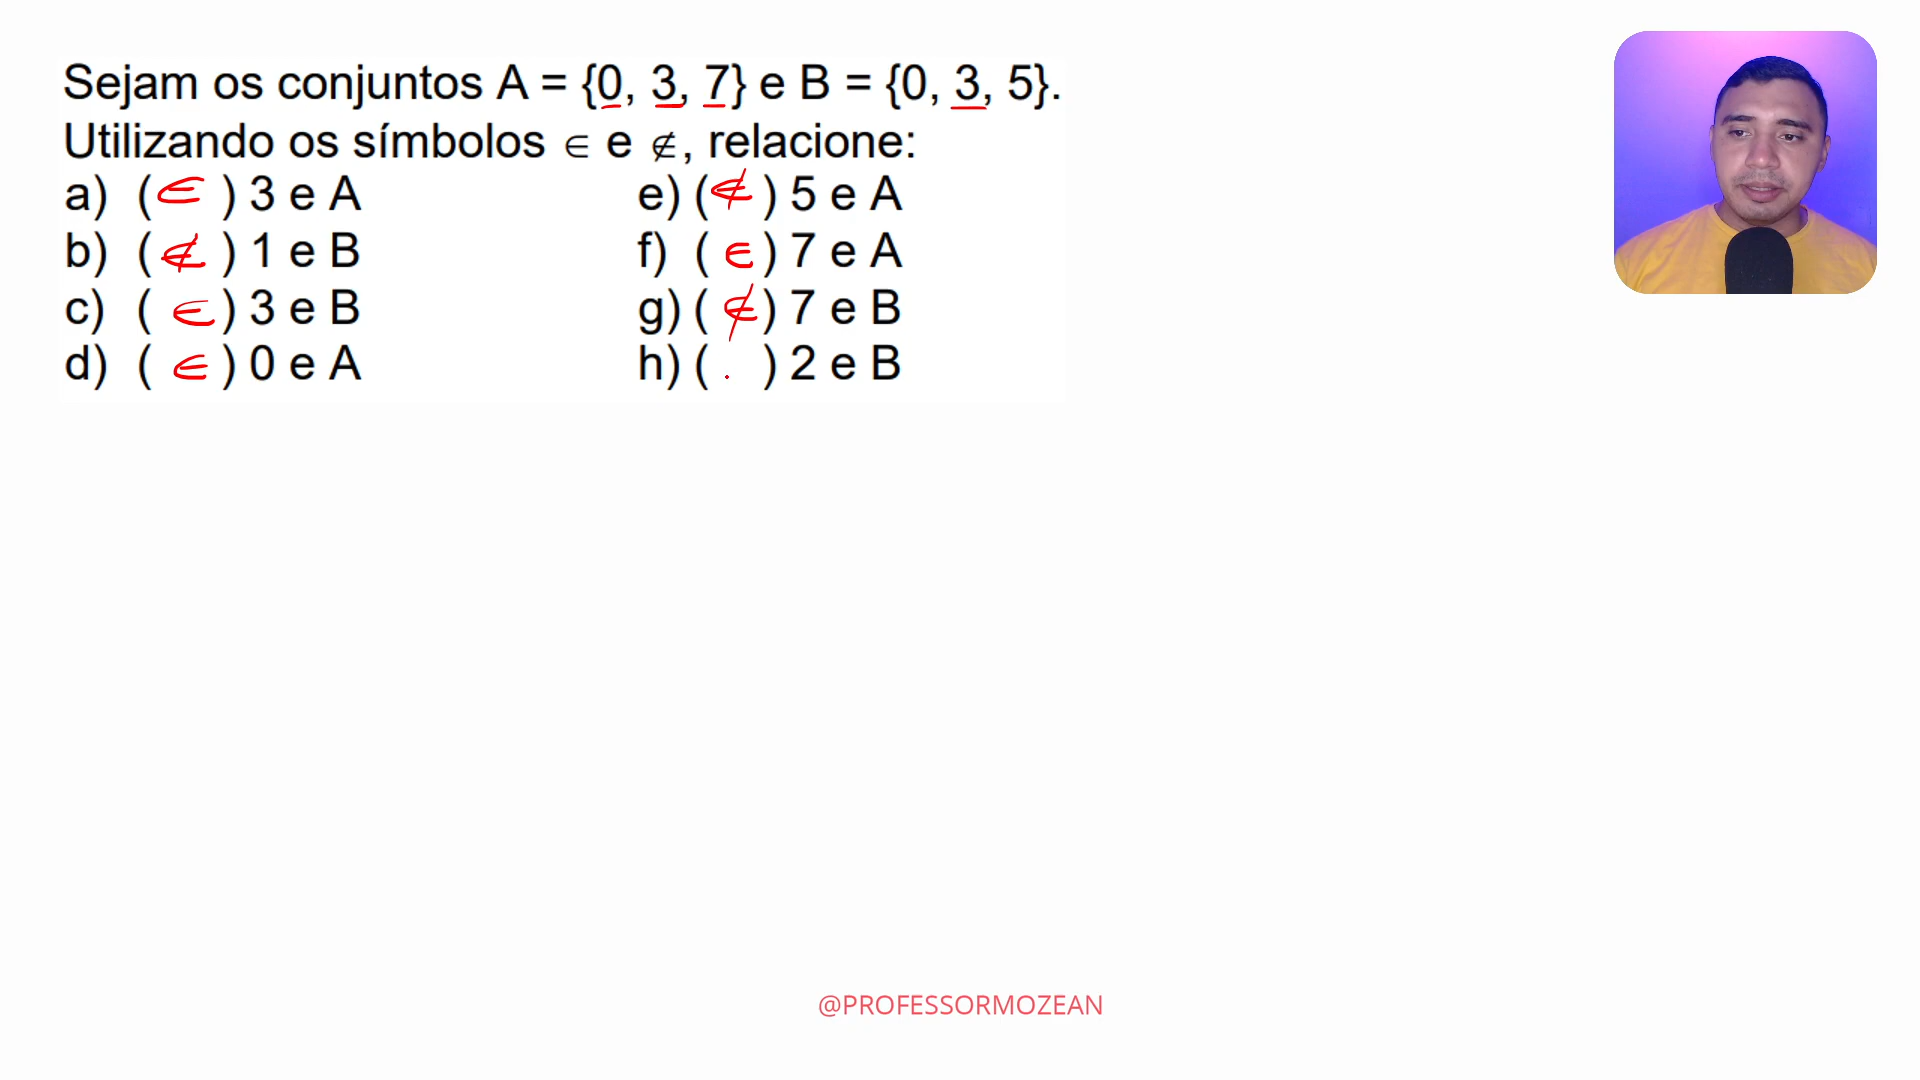 Sejam os conjuntos A = {0, 3, 7} e B = {0, 3, 5}.
Utilizando os símbolos ∈ e ∉, relacione:
a) (∈) 3 e A
b) (∉) 1 e B
c) (∈) 3 e B
d) (∈) 0 e A
e) (∉) 5 e A
f) (∈) 7 e A
g) (∉) 7 e B
h) (. ) 2 e B
@PROFESSORMOZEAN